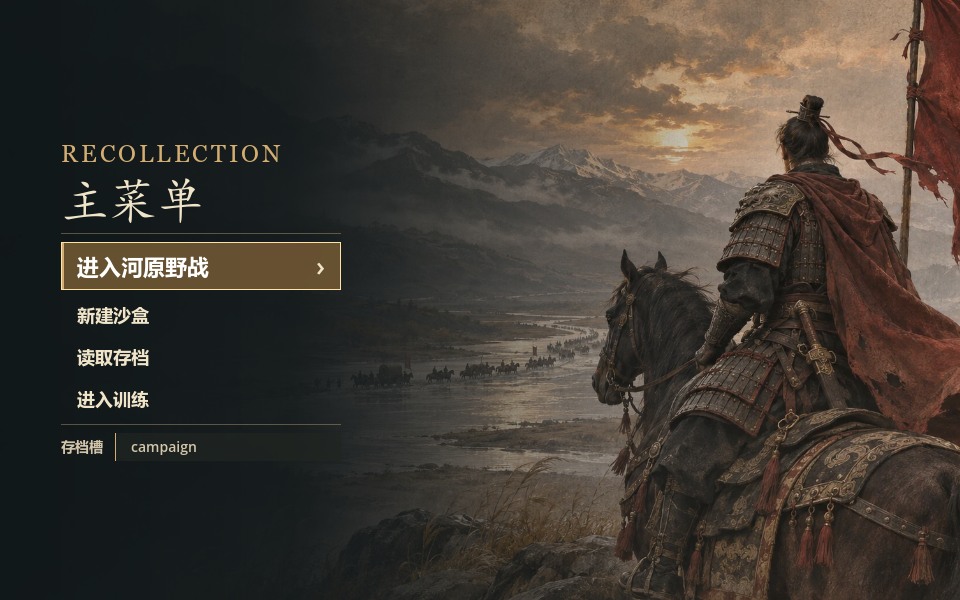 RECOLLECTION
主菜单
进入河原野战 ›
新建沙盒
读取存档
进入训练
存档槽 campaign